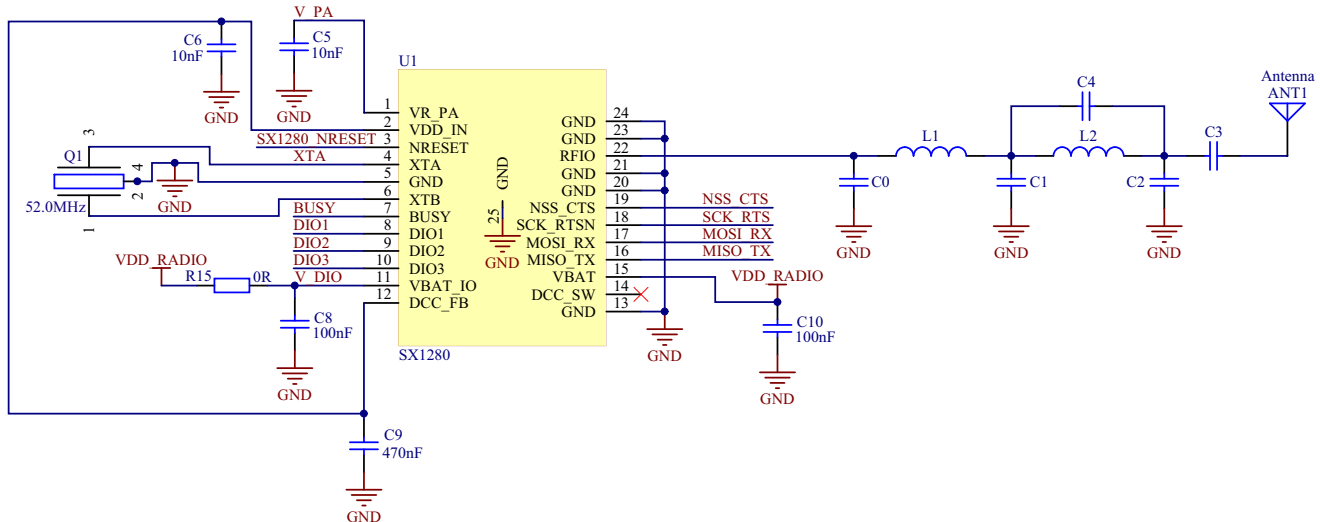 V_PA
C6
10nF
GND
C5
10nF
GND
U1
1 VR_PA
2 VDD_IN
SX1280_NRESET 3 NRESET
XTA 4 XTA
5 GND
6 XTB
BUSY 7 BUSY
DIO1 8 DIO1
DIO2 9 DIO2
DIO3 10 DIO3
V_DIO 11 VBAT_IO
12 DCC_FB
GND
25
GND
GND 24
GND 23
RFIO 22
GND 21
GND 20
NSS_CTS 19 NSS_CTS
SCK_RTSN 18 SCK_RTS
MOSI_RX 17 MOSI_RX
MISO_TX 16 MISO_TX
VBAT 15
DCC_SW 14
GND 13
SX1280
3
Q1
4
2
52.0MHz
1
GND
VDD_RADIO
R15 0R
C8
100nF
GND
C9
470nF
GND
GND
VDD_RADIO
C10
100nF
GND
C0
GND
L1
C1
GND
C4
L2
C2
GND
C3
Antenna
ANT1